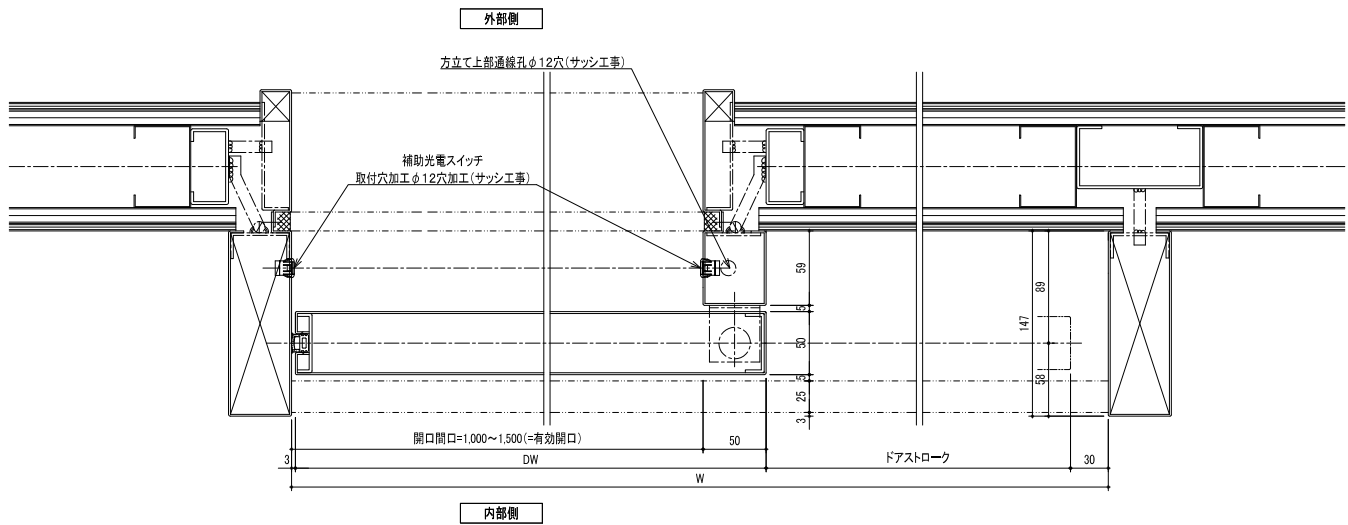 外部側
方立て上部通線孔φ12穴(サッシ工事)
補助光電スイッチ
取付穴加工φ12穴加工(サッシ工事)
59
5
50
5
25
3
89
147
58
開口間口=1,000～1,500(=有効開口)
50
3
DW
ドアストローク
30
W
内部側